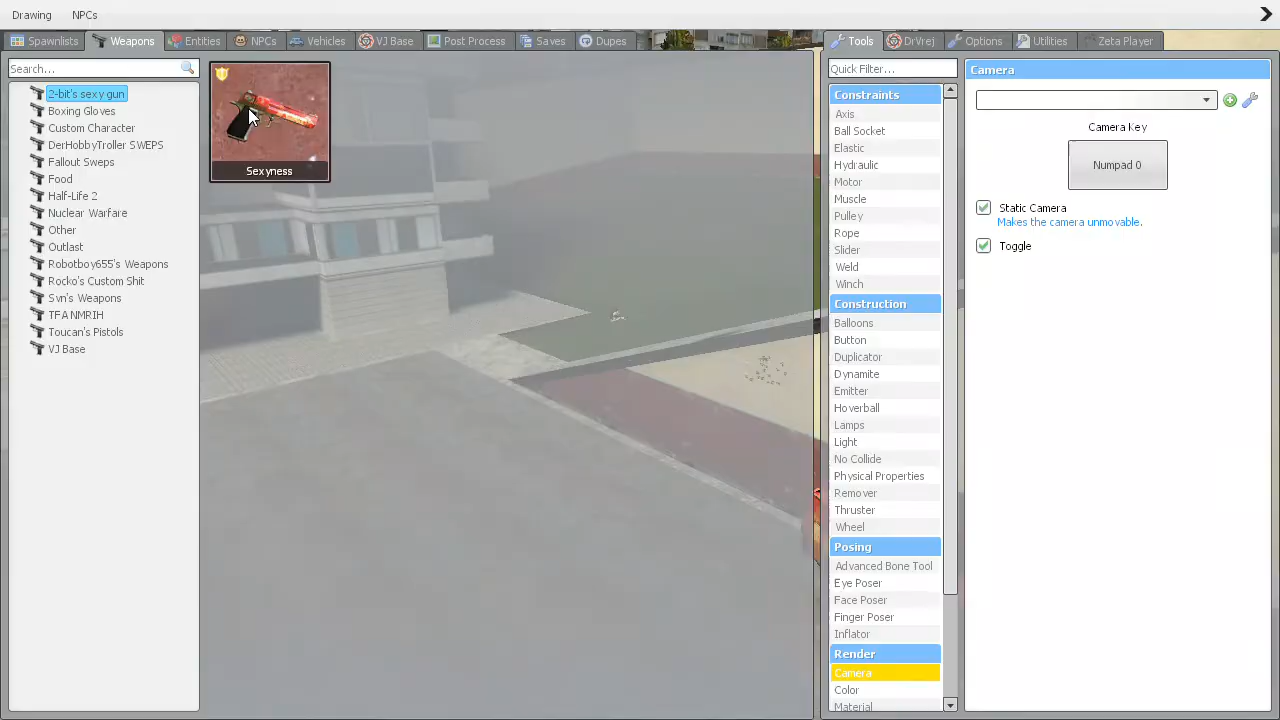 Drawing NPCs
Spawnlists Weapons Entities NPCs Vehicles VJ Base Post Process Saves Dupes
Search...
2-bit's sexy gun
Boxing Gloves
Custom Character
DerHobbyTroller SWEPS
Fallout Sweps
Food
Half-Life 2
Nuclear Warfare
Other
Outlast
Robotboy655's Weapons
Rocko's Custom Shit
Svn's Weapons
TFA NMRIH
Toucan's Pistols
VJ Base
Sexyness
Tools DrVrej Options Utilities Zeta Player
Quick Filter...
Constraints
Axis
Ball Socket
Elastic
Hydraulic
Motor
Muscle
Pulley
Rope
Slider
Weld
Winch
Construction
Balloons
Button
Duplicator
Dynamite
Emitter
Hoverball
Lamps
Light
No Collide
Physical Properties
Remover
Thruster
Wheel
Posing
Advanced Bone Tool
Eye Poser
Face Poser
Finger Poser
Inflator
Render
Camera
Color
Material
Camera
Camera Key
Numpad 0
Static Camera
Makes the camera unmovable.
Toggle